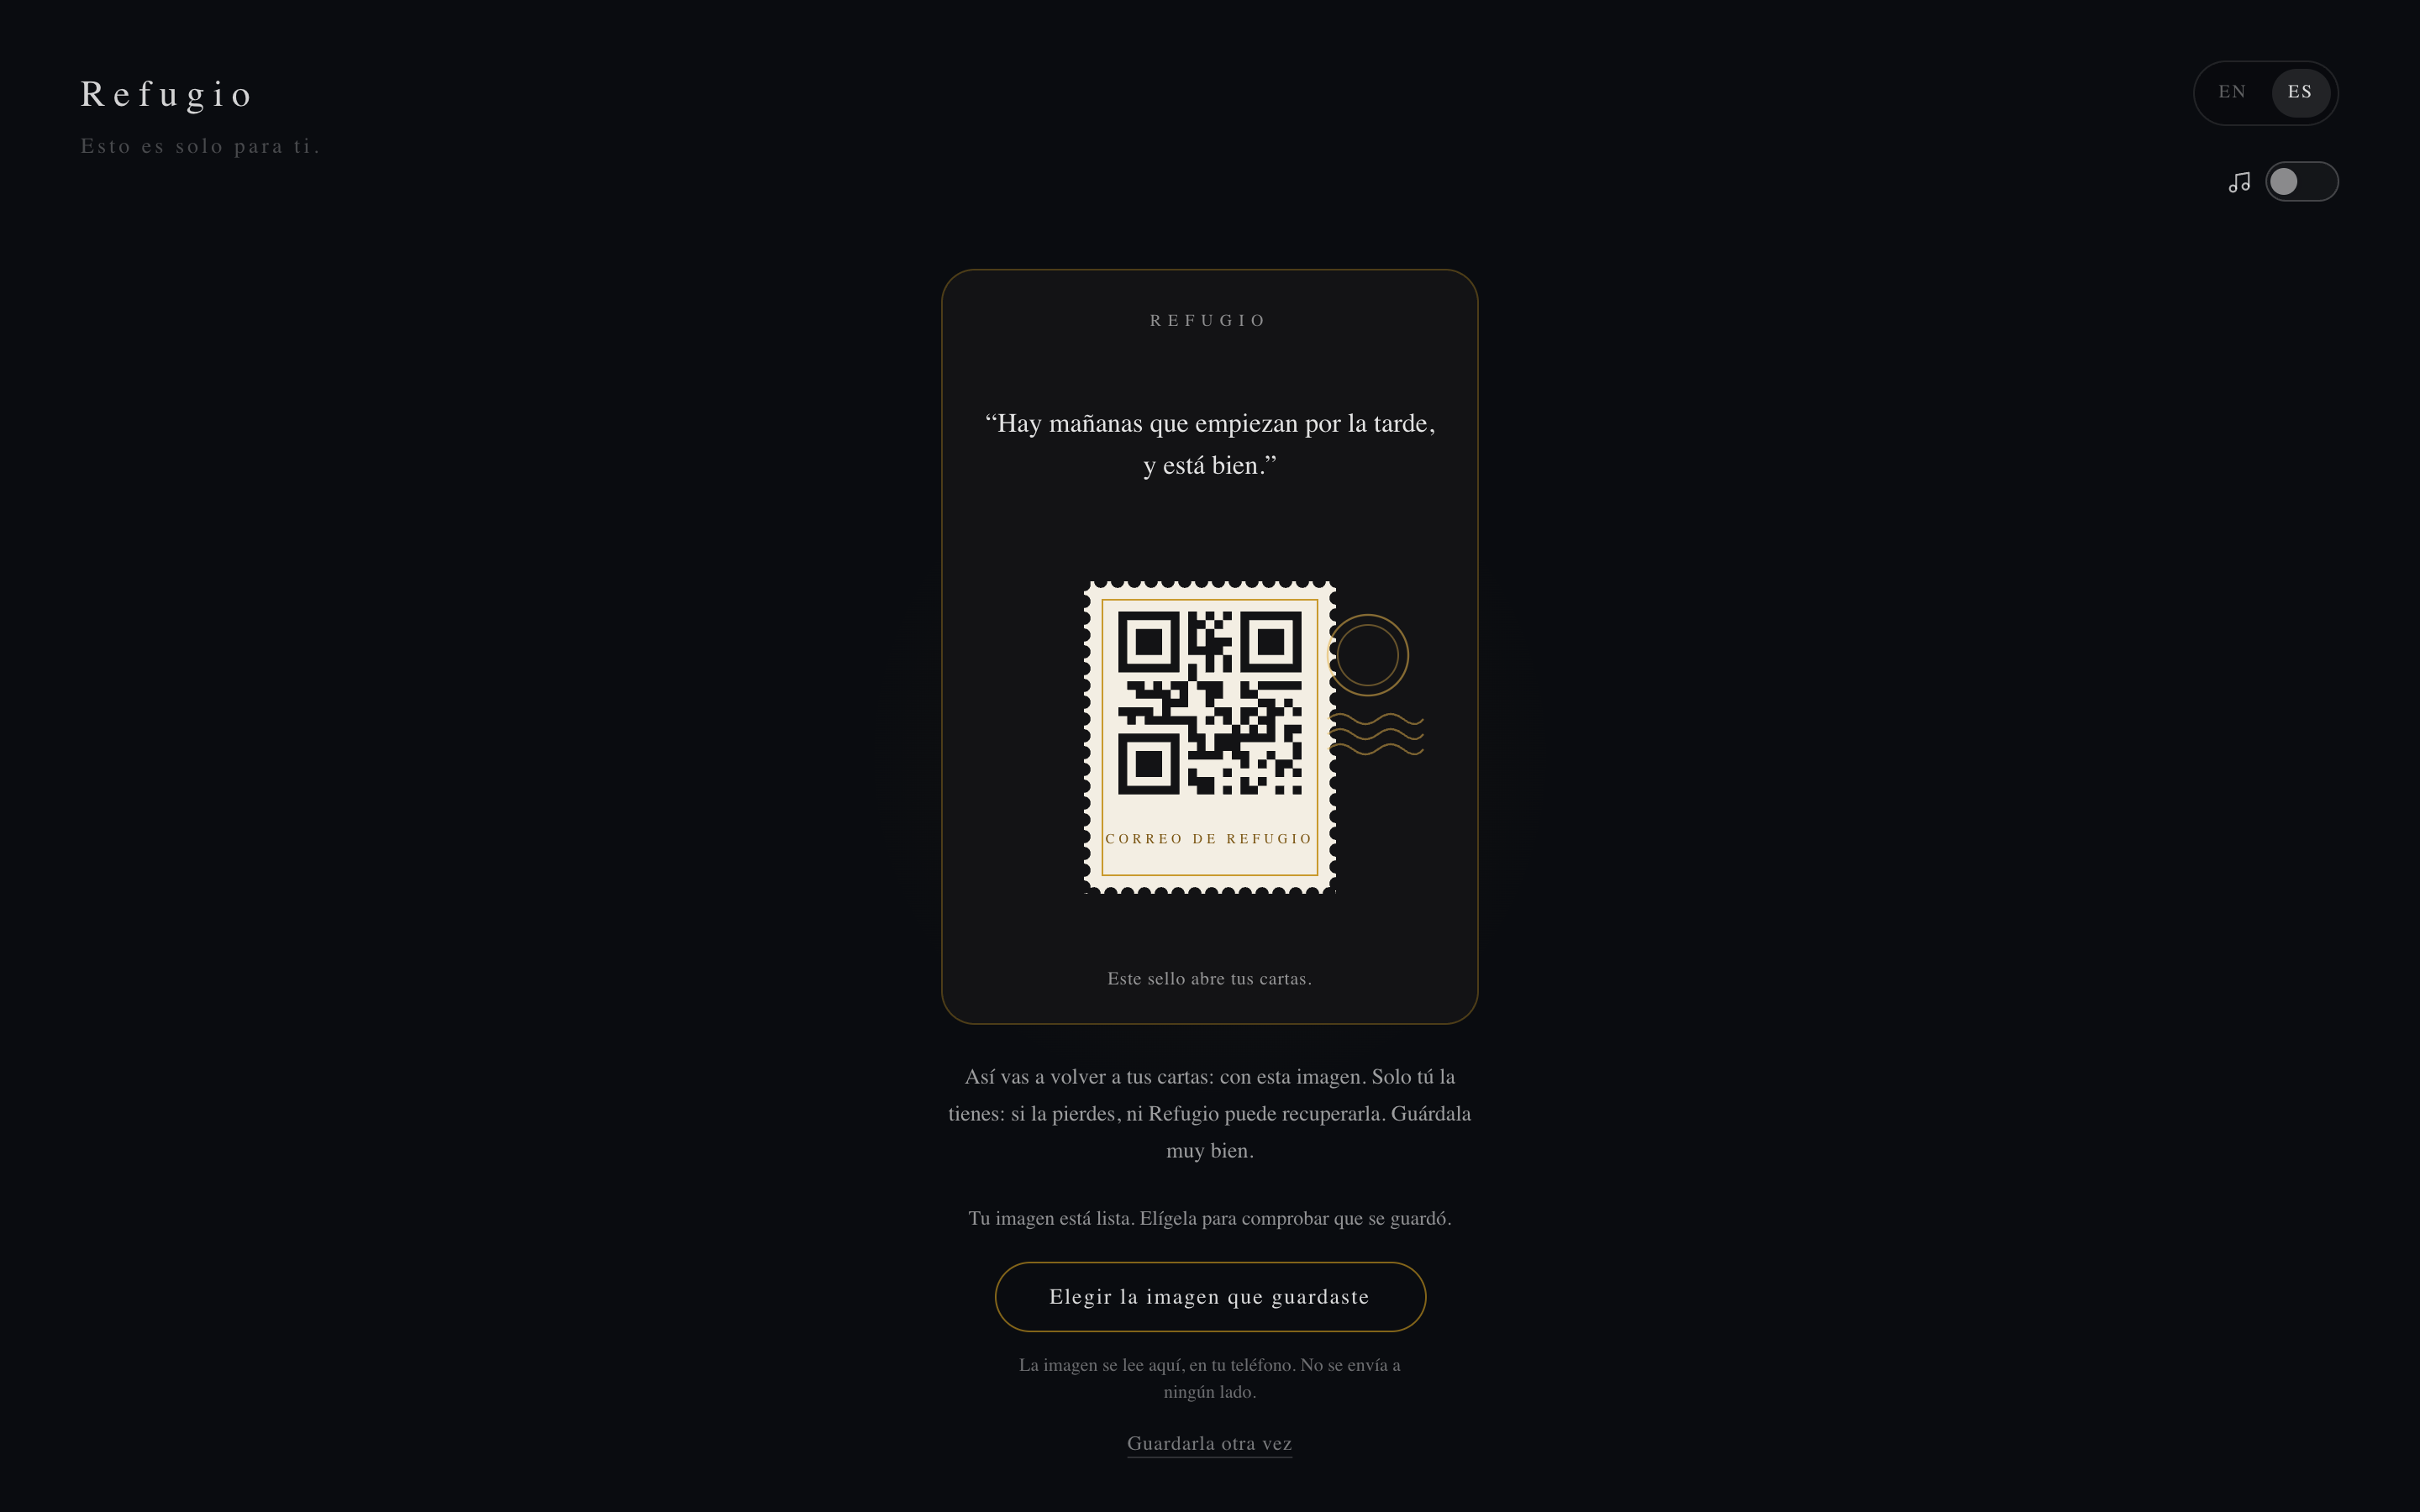 Refugio
Esto es solo para ti.
EN ES
REFUGIO
“Hay mañanas que empiezan por la tarde,
y está bien.”
CORREO DE REFUGIO
Este sello abre tus cartas.
Así vas a volver a tus cartas: con esta imagen. Solo tú la
tienes: si la pierdes, ni Refugio puede recuperarla. Guárdala
muy bien.
Tu imagen está lista. Elígela para comprobar que se guardó.
Elegir la imagen que guardaste
La imagen se lee aquí, en tu teléfono. No se envía a
ningún lado.
Guardarla otra vez